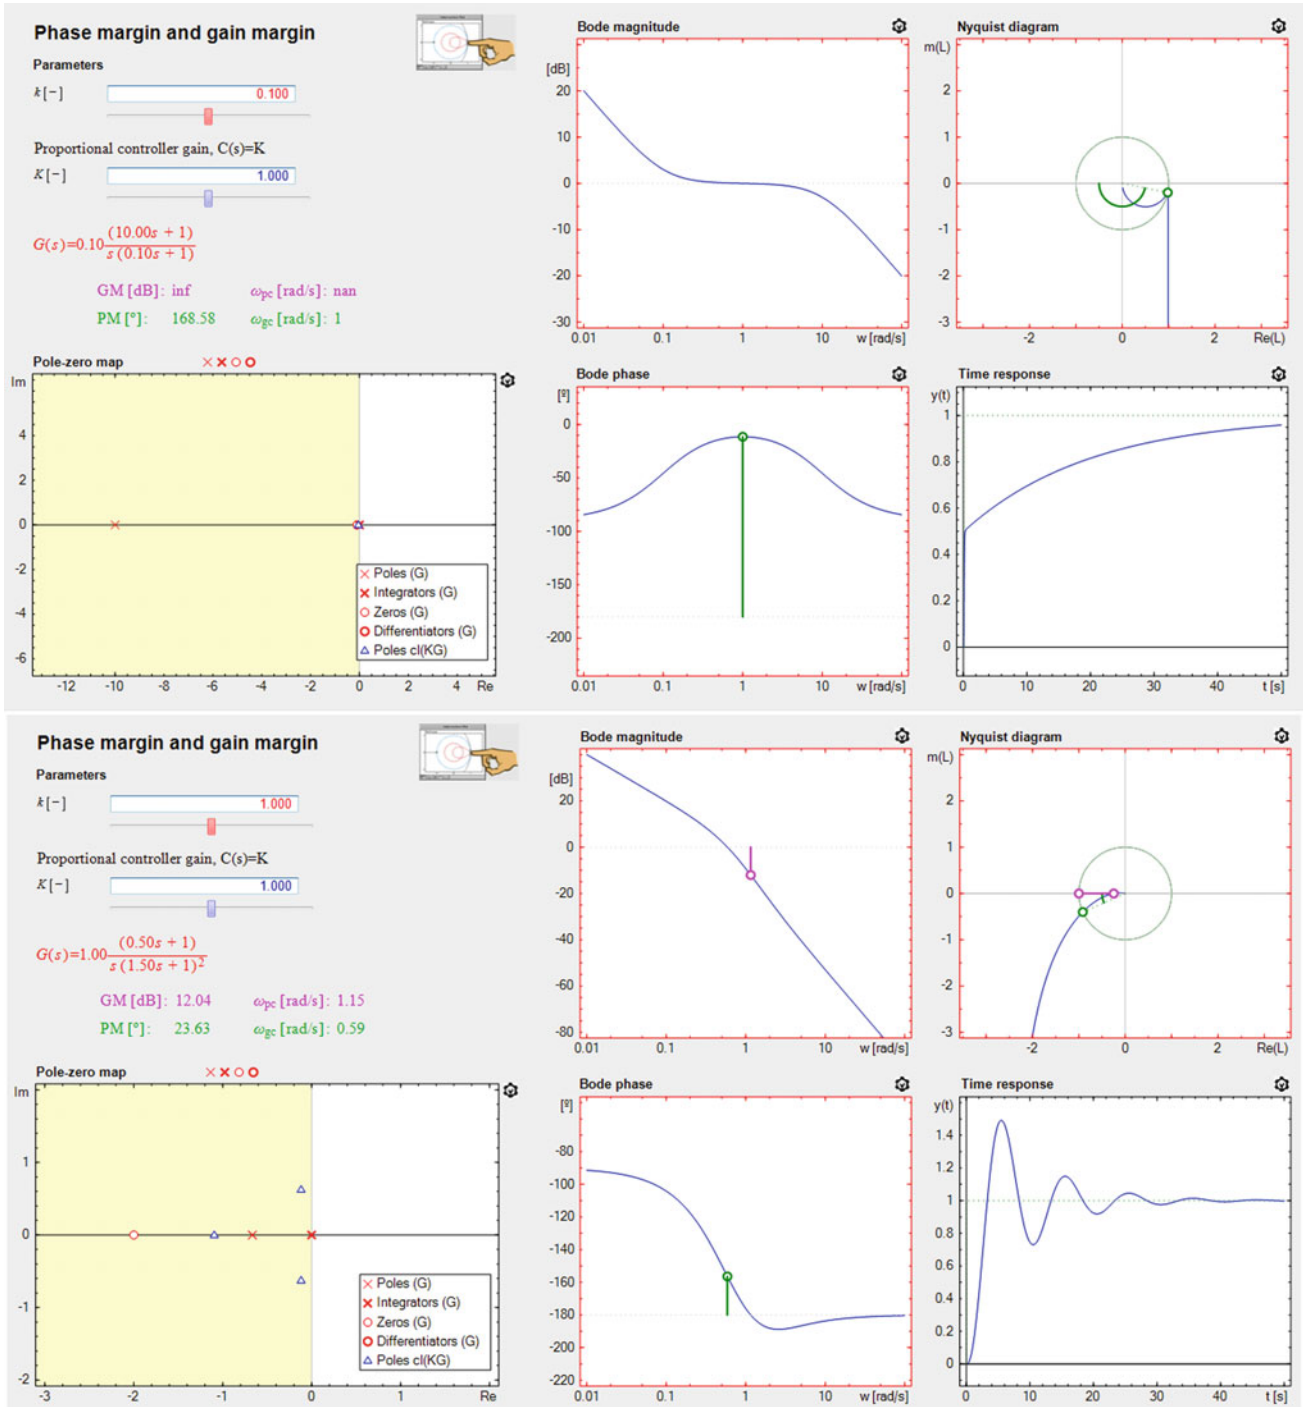 Phase margin and gain margin
Parameters
k [−]
0.100
Proportional controller gain, C(s)=K
K [−]
1.000
G(s)=0.10 (10.00s + 1) / s (0.10s + 1)
GM [dB]: inf ωpc [rad/s]: nan
PM [°]: 168.58 ωgc [rad/s]: 1
Pole-zero map
Im
4
2
0
-2
-4
-6
-12 -10 -8 -6 -4 -2 0 2 4 Re
Poles (G)
Integrators (G)
Zeros (G)
Differentiators (G)
Poles cl(KG)
Bode magnitude
[dB]
20
10
0
-10
-20
-30
0.01 0.1 1 10 w [rad/s]
Nyquist diagram
m(L)
2
1
0
-1
-2
-3
-2 0 2 Re(L)
Bode phase
[º]
0
-50
-100
-150
-200
0.01 0.1 1 10 w [rad/s]
Time response
y(t)
1
0.8
0.6
0.4
0.2
0
0 10 20 30 40 t [s]
Phase margin and gain margin
Parameters
k [−]
1.000
Proportional controller gain, C(s)=K
K [−]
1.000
G(s)=1.00 (0.50s + 1) / s (1.50s + 1)²
GM [dB]: 12.04 ωpc [rad/s]: 1.15
PM [°]: 23.63 ωgc [rad/s]: 0.59
Pole-zero map
Im
1
0
-1
-2
-3 -2 -1 0 1 Re
Poles (G)
Integrators (G)
Zeros (G)
Differentiators (G)
Poles cl(KG)
Bode magnitude
[dB]
20
0
-20
-40
-60
-80
0.01 0.1 1 10 w [rad/s]
Nyquist diagram
m(L)
2
1
0
-1
-2
-3
-2 0 2 Re(L)
Bode phase
[º]
-80
-100
-120
-140
-160
-180
-200
-220
0.01 0.1 1 10 w [rad/s]
Time response
y(t)
1.4
1.2
1
0.8
0.6
0.4
0.2
0
0 10 20 30 40 t [s]